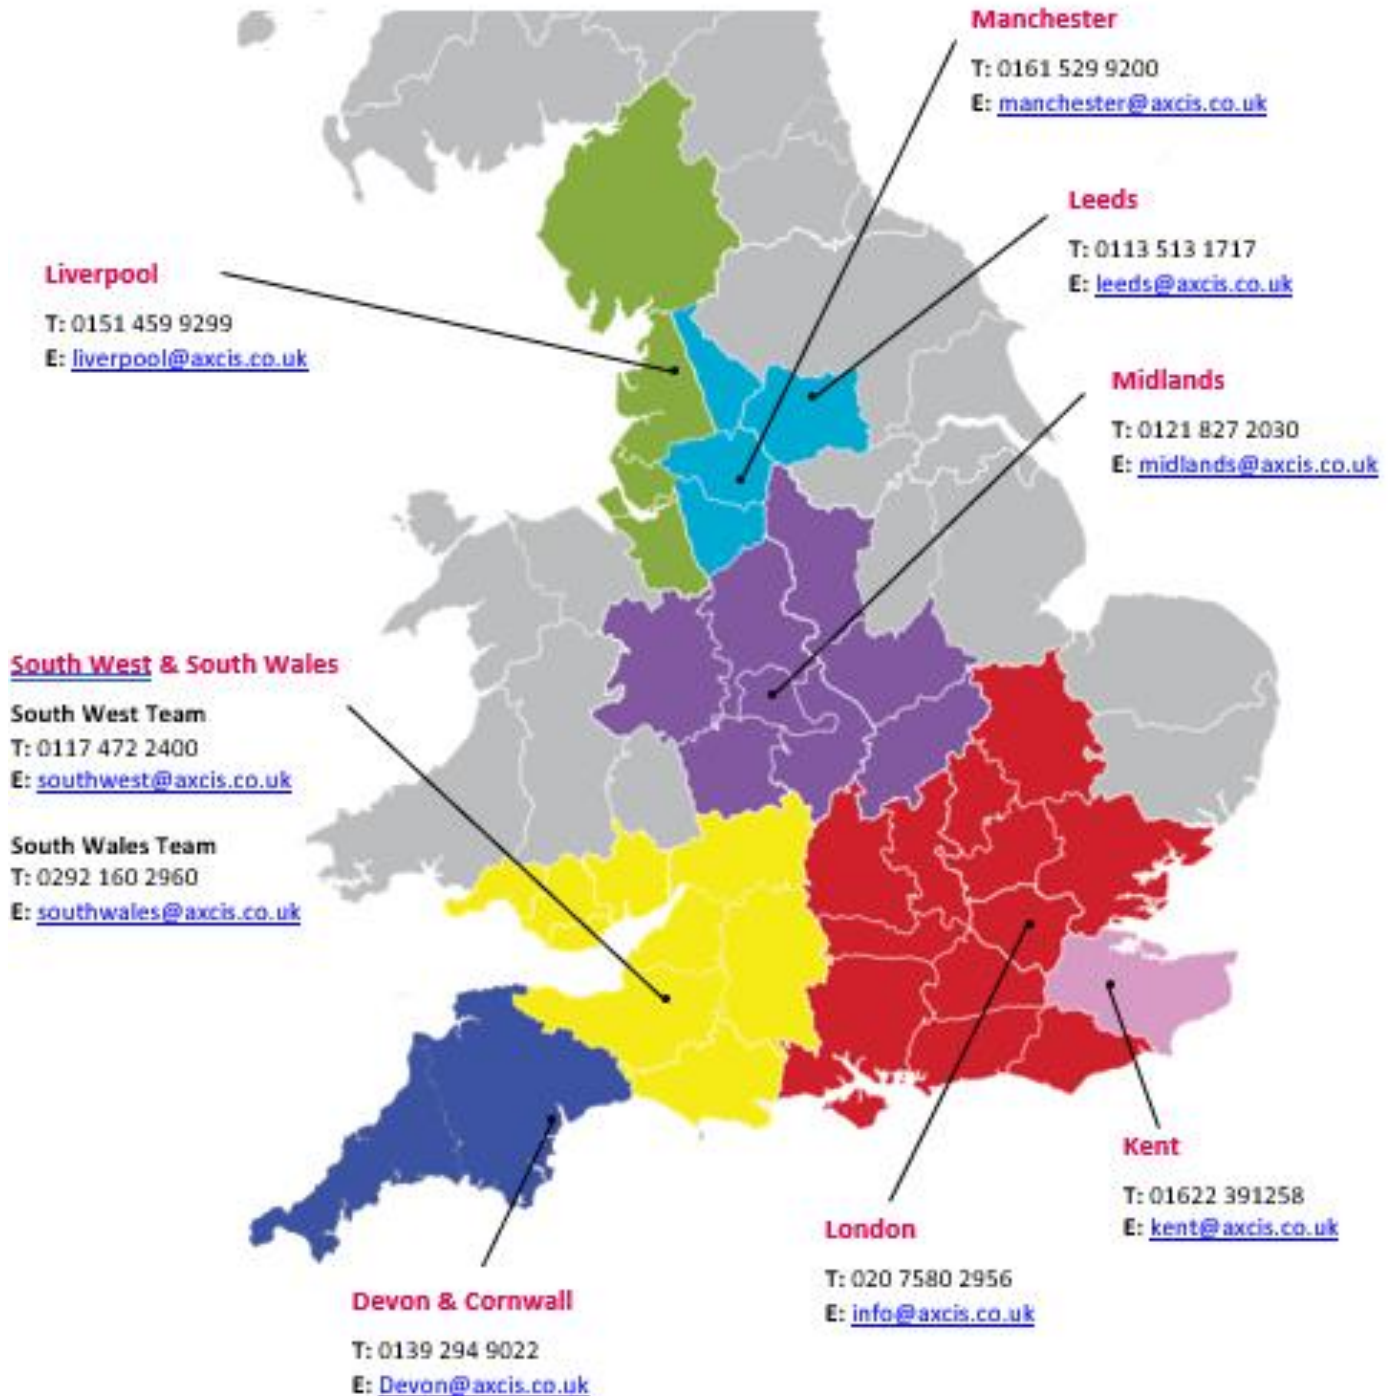 Manchester
T: 0161 529 9200
E: manchester@axcis.co.uk
Leeds
T: 0113 513 1717
E: leeds@axcis.co.uk
Liverpool
T: 0151 459 9299
E: liverpool@axcis.co.uk
Midlands
T: 0121 827 2030
E: midlands@axcis.co.uk
South West & South Wales
South West Team
T: 0117 472 2400
E: southwest@axcis.co.uk
South Wales Team
T: 0292 160 2960
E: southwales@axcis.co.uk
Kent
T: 01622 391258
E: kent@axcis.co.uk
London
T: 020 7580 2956
E: info@axcis.co.uk
Devon & Cornwall
T: 0139 294 9022
E: Devon@axcis.co.uk